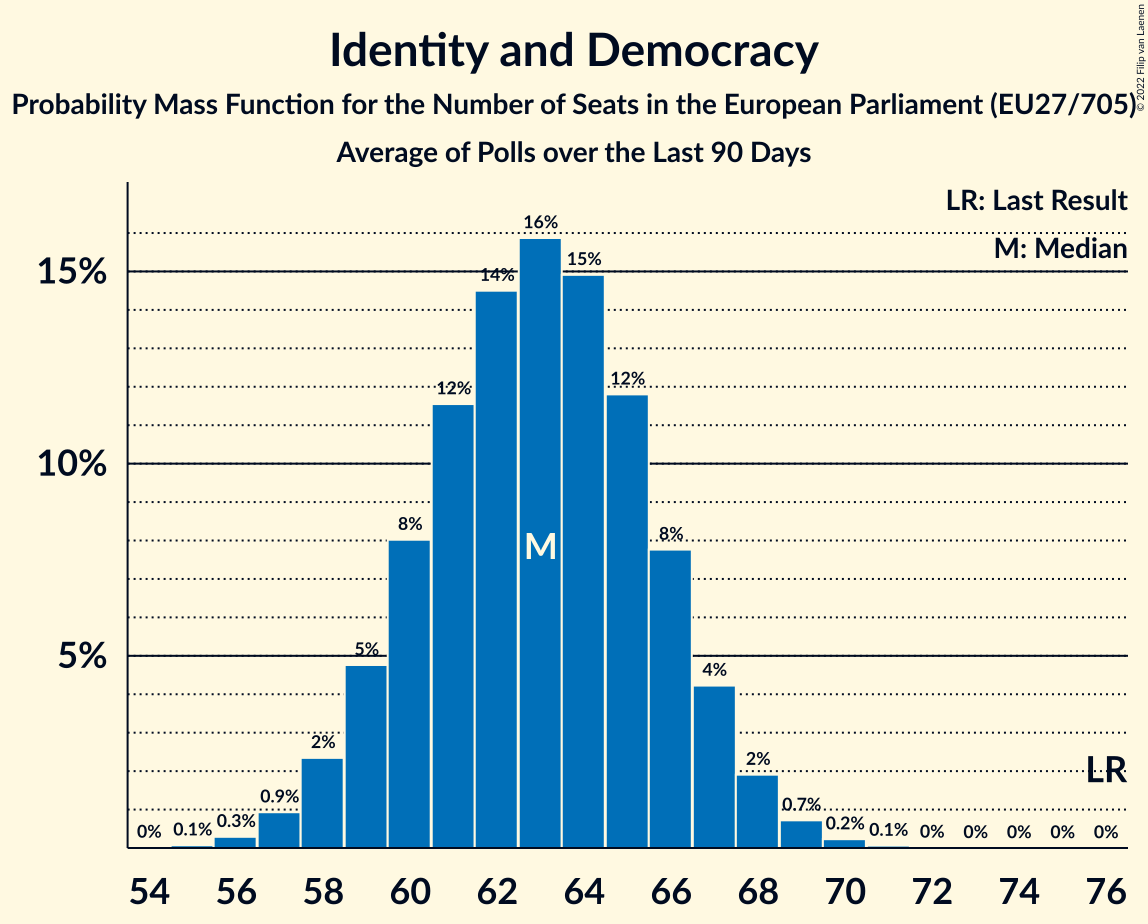 Identity and Democracy
Probability Mass Function for the Number of Seats in the European Parliament (EU27/705)
Average of Polls over the Last 90 Days
© 2022 Filip van Laenen
LR: Last Result
M: Median
15%
10%
5%
0% 0.1% 0.3% 0.9% 2% 5% 8% 12% 14% 16% 15% 12% 8% 4% 2% 0.7% 0.2% 0.1% 0% 0% 0% 0% 0%
M
LR
54 56 58 60 62 64 66 68 70 72 74 76